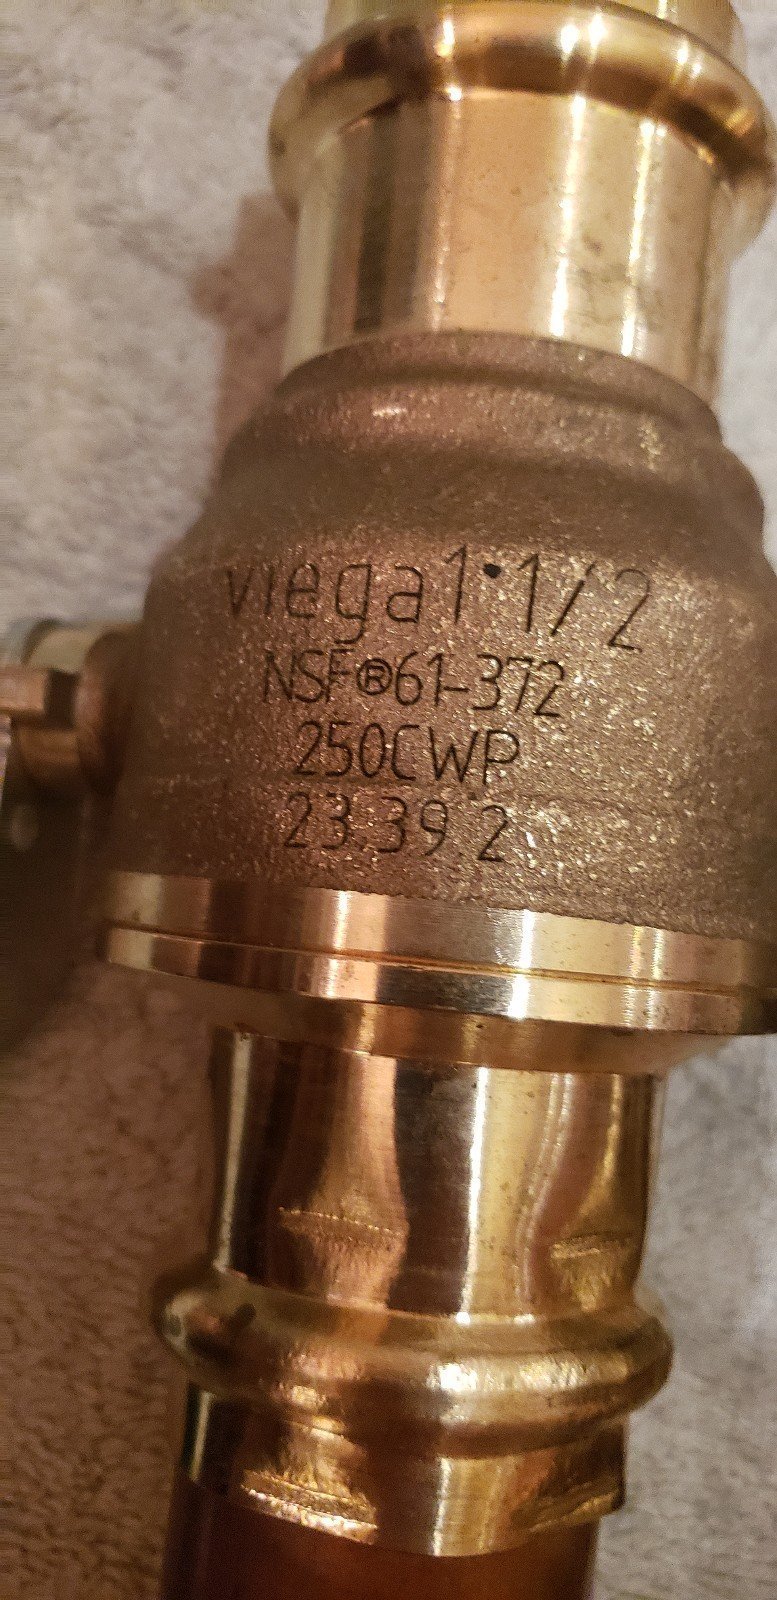 viega 1·1/2
NSF®61-372
250CWP
23.39 2